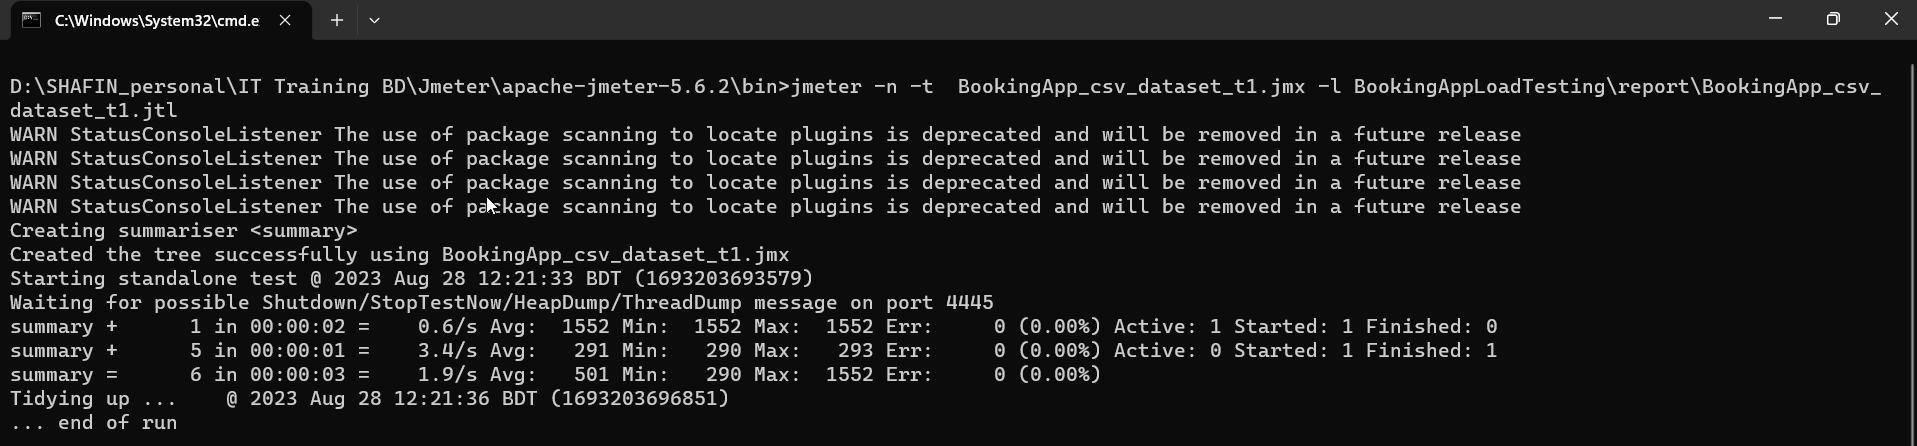 C:\Windows\System32\cmd.e
D:\SHAFIN_personal\IT Training BD\Jmeter\apache-jmeter-5.6.2\bin>jmeter -n -t  BookingApp_csv_dataset_t1.jmx -l BookingAppLoadTesting\report\BookingApp_csv_
dataset_t1.jtl
WARN StatusConsoleListener The use of package scanning to locate plugins is deprecated and will be removed in a future release
WARN StatusConsoleListener The use of package scanning to locate plugins is deprecated and will be removed in a future release
WARN StatusConsoleListener The use of package scanning to locate plugins is deprecated and will be removed in a future release
WARN StatusConsoleListener The use of package scanning to locate plugins is deprecated and will be removed in a future release
Creating summariser <summary>
Created the tree successfully using BookingApp_csv_dataset_t1.jmx
Starting standalone test @ 2023 Aug 28 12:21:33 BDT (1693203693579)
Waiting for possible Shutdown/StopTestNow/HeapDump/ThreadDump message on port 4445
summary +      1 in 00:00:02 =    0.6/s Avg:  1552 Min:  1552 Max:  1552 Err:     0 (0.00%) Active: 1 Started: 1 Finished: 0
summary +      5 in 00:00:01 =    3.4/s Avg:   291 Min:   290 Max:   293 Err:     0 (0.00%) Active: 0 Started: 1 Finished: 1
summary =      6 in 00:00:03 =    1.9/s Avg:   501 Min:   290 Max:  1552 Err:     0 (0.00%)
Tidying up ...    @ 2023 Aug 28 12:21:36 BDT (1693203696851)
... end of run